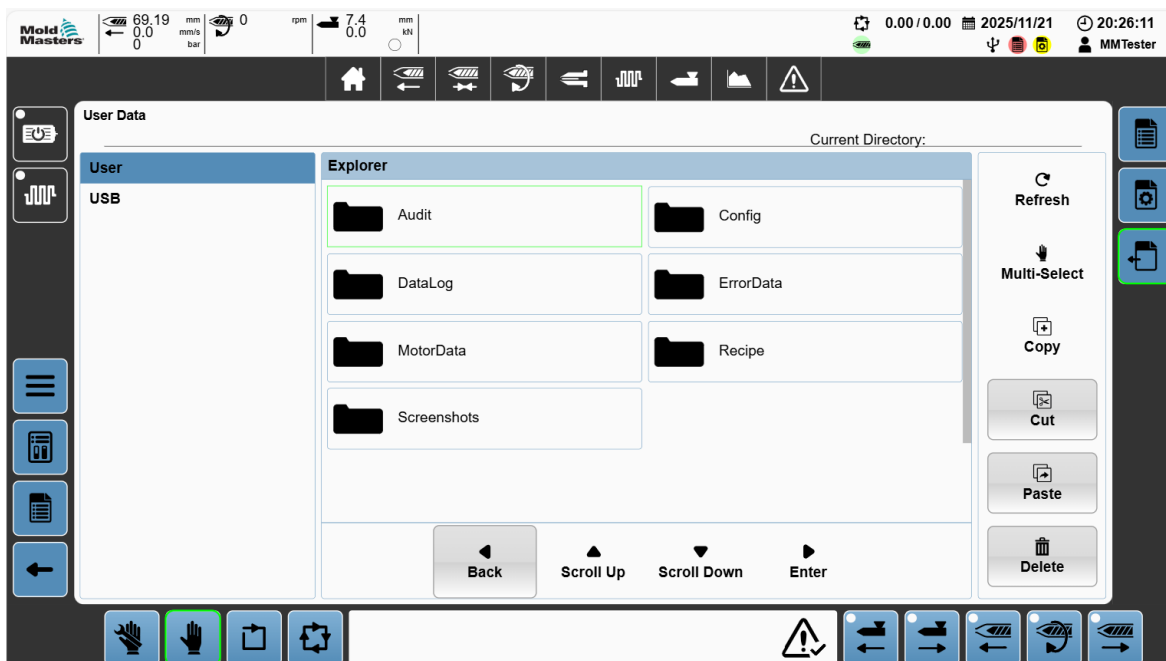 Mold
Masters
69.19 mm
0.0 mm/s
0 bar
0 rpm
7.4 mm
0.0 kN
0.00 / 0.00
2025/11/21
20:26:11
MMTester
User Data
Current Directory:
User
USB
Explorer
Audit
Config
DataLog
ErrorData
MotorData
Recipe
Screenshots
Back
Scroll Up
Scroll Down
Enter
Refresh
Multi-Select
Copy
Cut
Paste
Delete